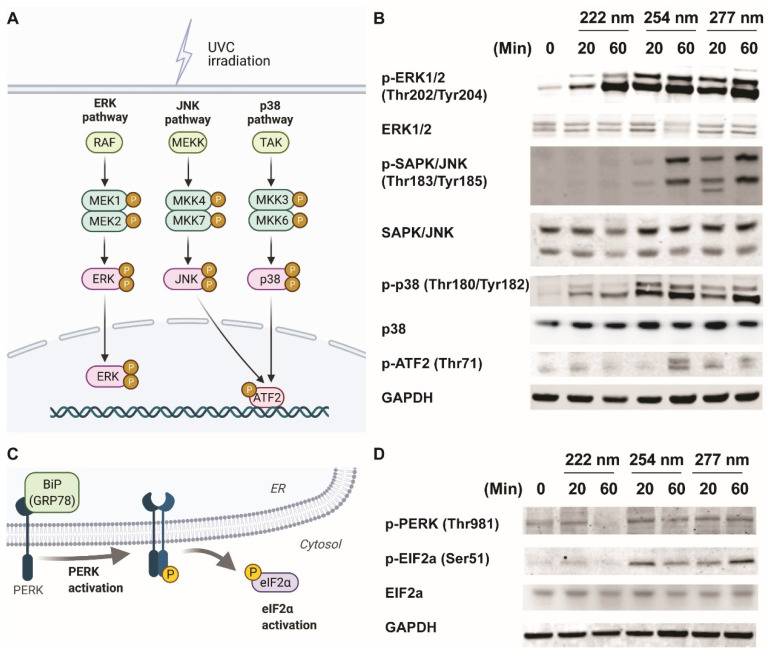 A
UVC
irradiation
ERK
pathway
JNK
pathway
p38
pathway
RAF
MEKK
TAK
MEK1 P
MEK2 P
MKK4 P
MKK7 P
MKK3 P
MKK6 P
ERK P P
JNK P P
p38 P P
ERK P P
P ATF2
B
222 nm 254 nm 277 nm
(Min) 0 20 60 20 60 20 60
p-ERK1/2
(Thr202/Tyr204)
ERK1/2
p-SAPK/JNK
(Thr183/Tyr185)
SAPK/JNK
p-p38 (Thr180/Tyr182)
p38
p-ATF2 (Thr71)
GAPDH
C
BiP
(GRP78)
ER
Cytosol
PERK
PERK
activation
P
P
eIF2α
eIF2α
activation
D
222 nm 254 nm 277 nm
(Min) 0 20 60 20 60 20 60
p-PERK (Thr981)
p-EIF2a (Ser51)
EIF2a
GAPDH